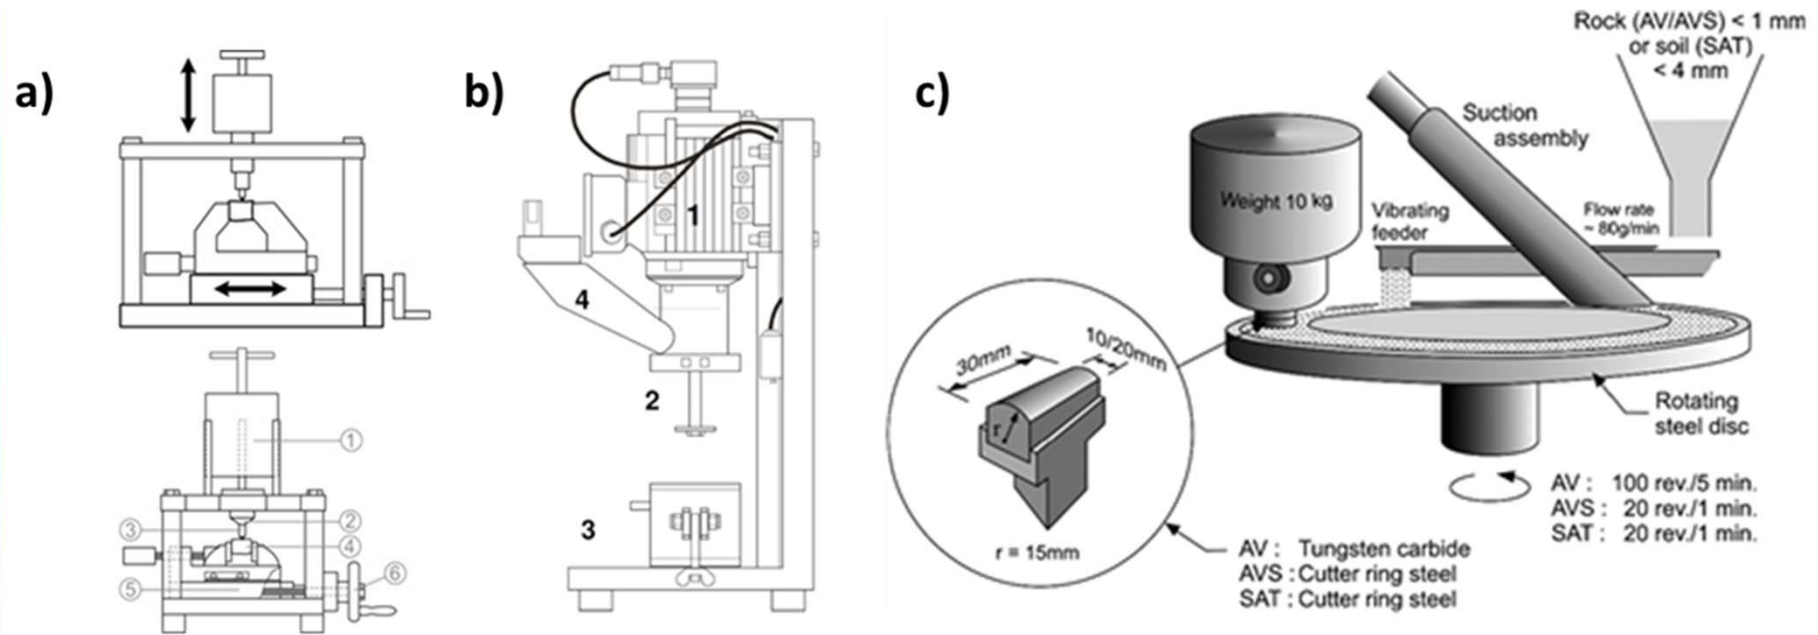 a)
①
②
③
④
⑤
⑥
b)
1
2
3
4
c)
Rock (AV/AVS) < 1 mm
or soil (SAT)
< 4 mm
Suction
assembly
Weight 10 kg
Vibrating
feeder
Flow rate
~ 80g/min
30mm
10/20mm
r
r = 15mm
Rotating
steel disc
AV : 100 rev./5 min.
AVS : 20 rev./1 min.
SAT : 20 rev./1 min.
AV : Tungsten carbide
AVS : Cutter ring steel
SAT : Cutter ring steel